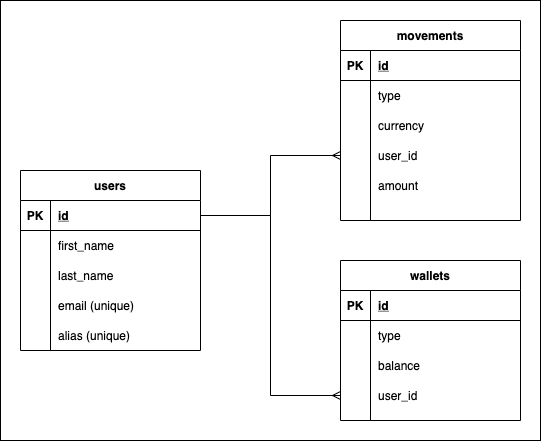 movements
PK id
type
currency
user_id
amount
users
PK id
first_name
last_name
email (unique)
alias (unique)
wallets
PK id
type
balance
user_id